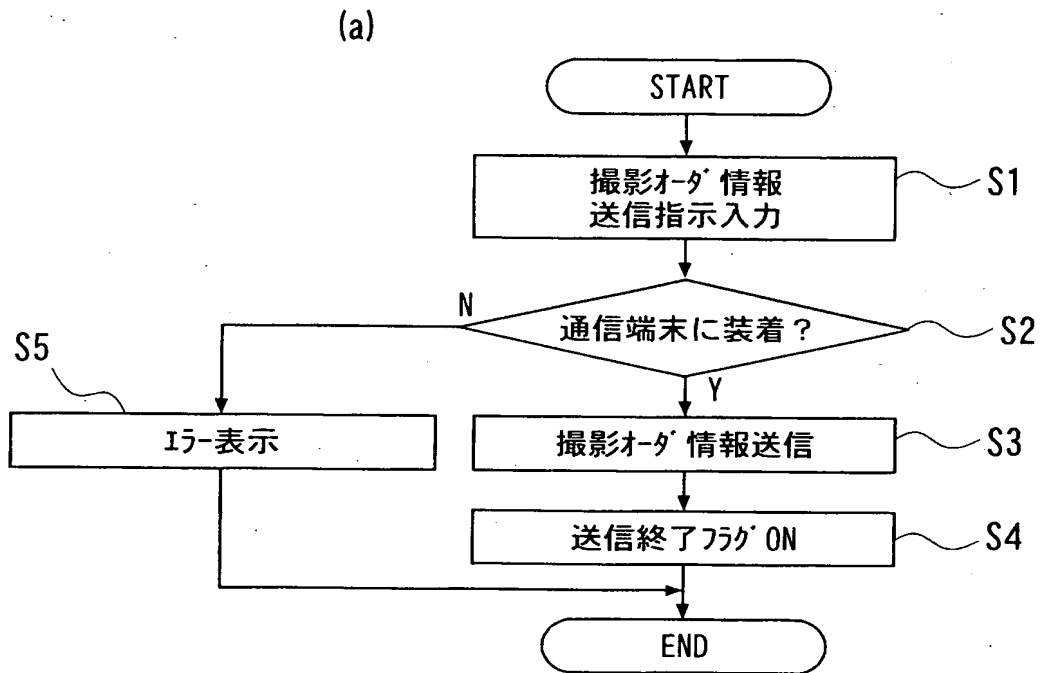 (a)
START
撮影オーダ情報
送信指示入力
S1
N
通信端末に装着？
S2
S5
Y
エラー表示
撮影オーダ情報送信
S3
送信終了フラグON
S4
END